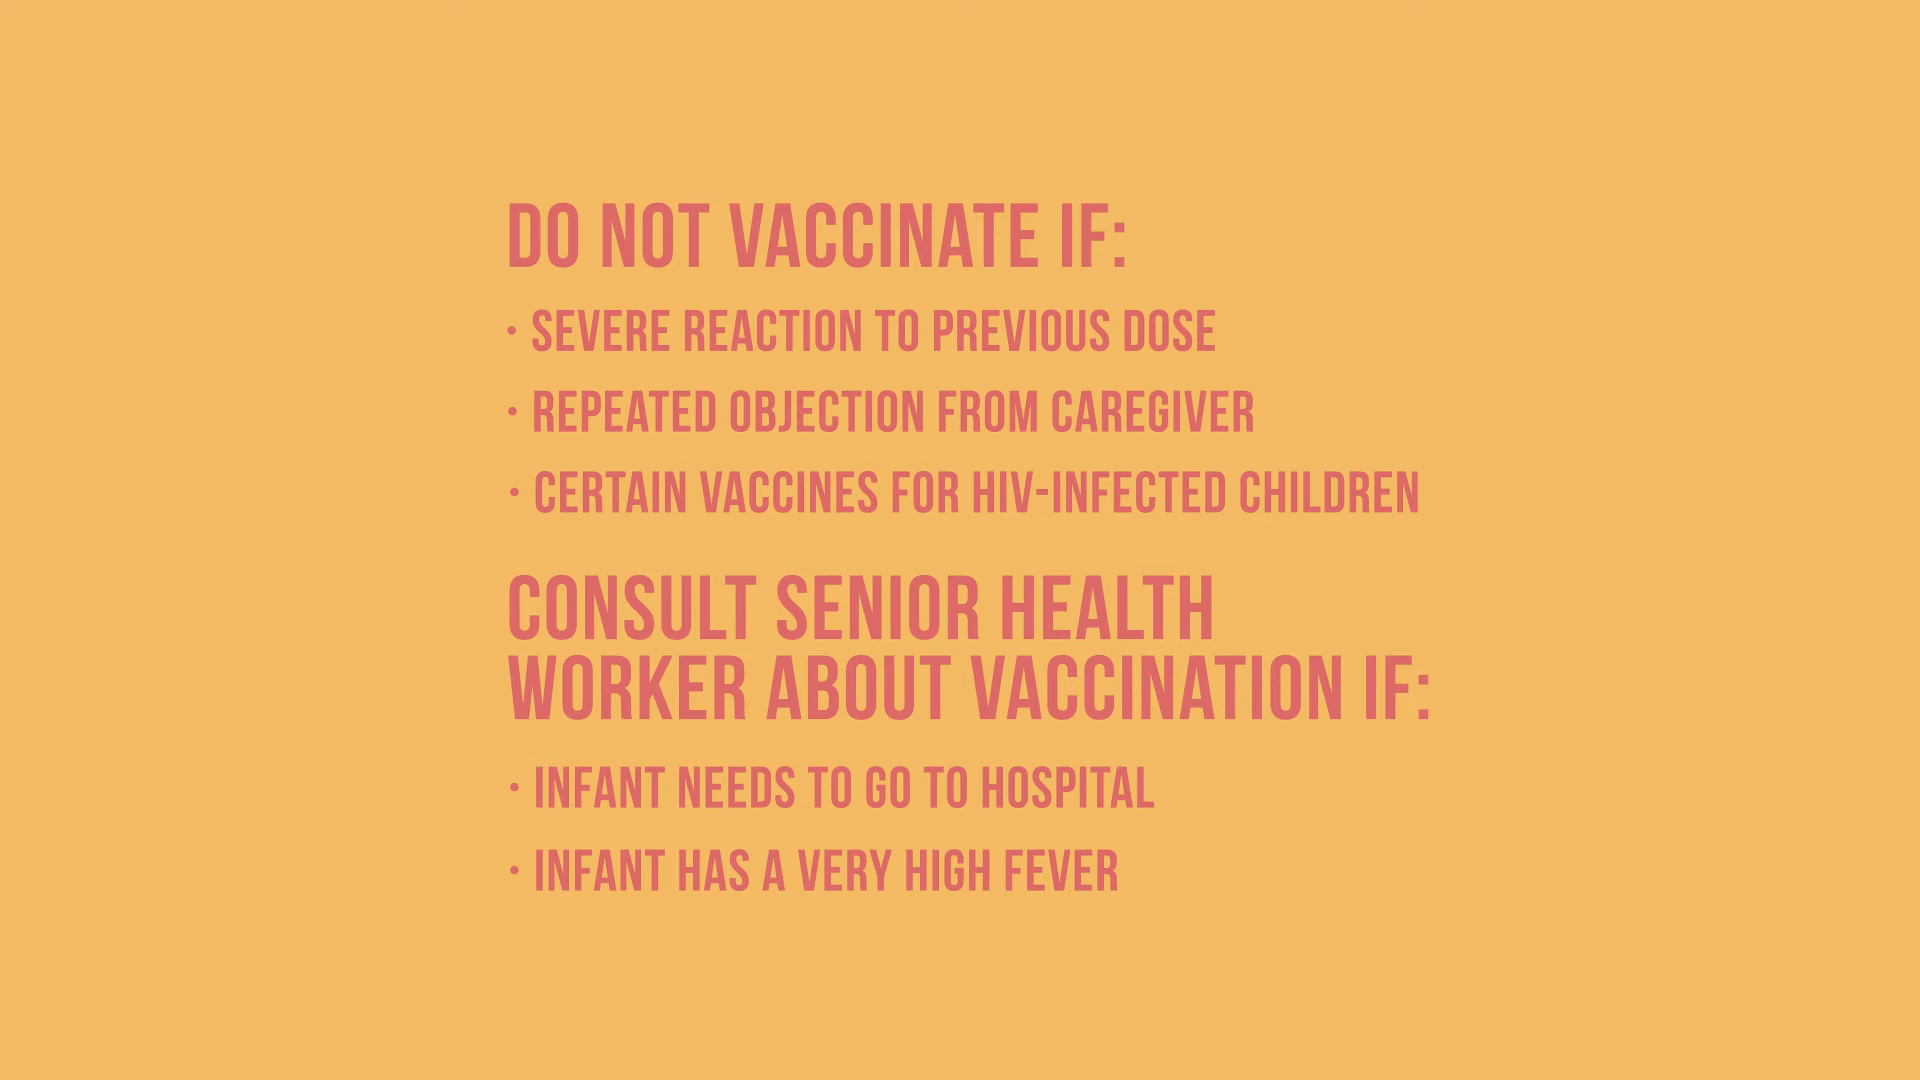 DO NOT VACCINATE IF:
· SEVERE REACTION TO PREVIOUS DOSE
· REPEATED OBJECTION FROM CAREGIVER
· CERTAIN VACCINES FOR HIV-INFECTED CHILDREN
CONSULT SENIOR HEALTH
WORKER ABOUT VACCINATION IF:
· INFANT NEEDS TO GO TO HOSPITAL
· INFANT HAS A VERY HIGH FEVER